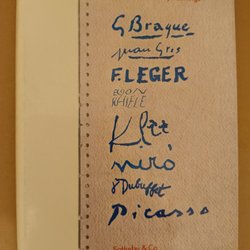 G Braque
Juan Gris
F. LEGER
Klee
miró
J Dubuffet
Picasso
Sotheby & Co.